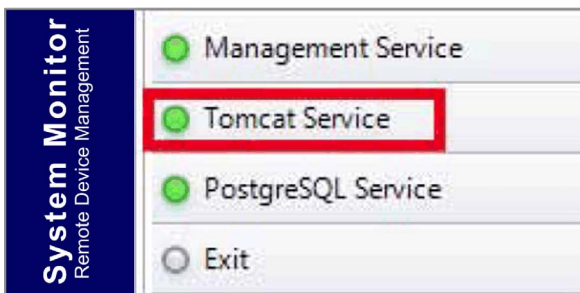 System Monitor
Remote Device Management
Management Service
Tomcat Service
PostgreSQL Service
Exit